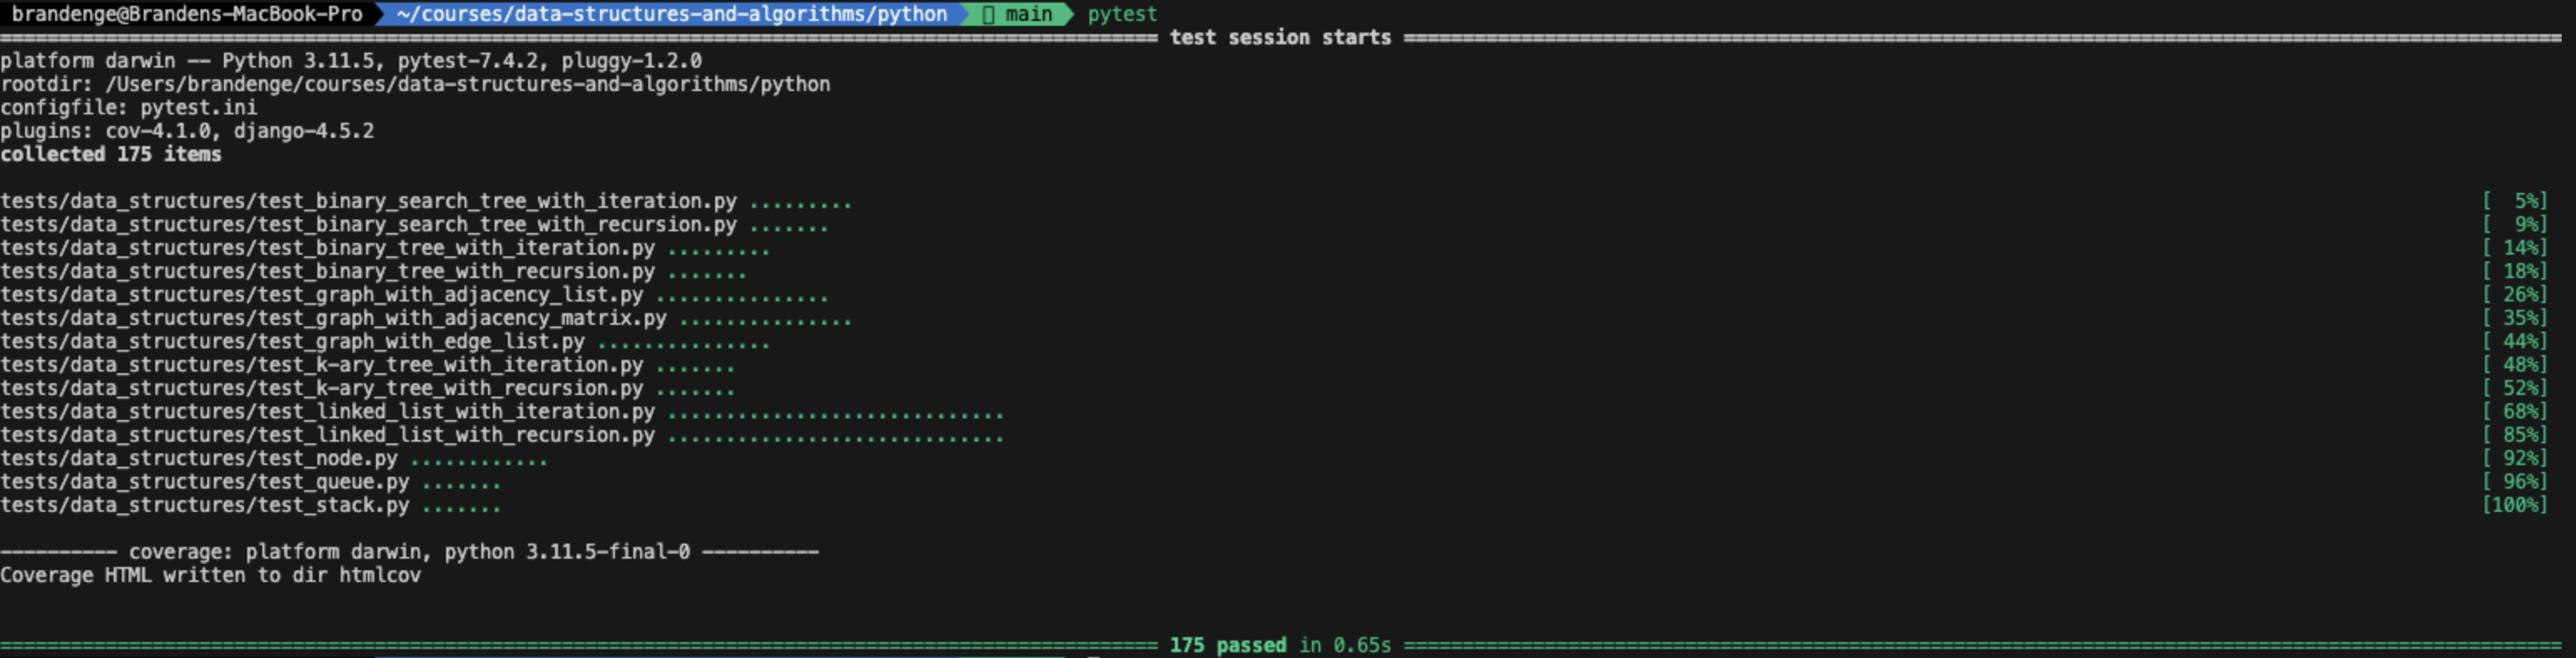 brandenge@Brandens-MacBook-Pro ~/courses/data-structures-and-algorithms/python main pytest
=================================================================================================== test session starts ===================================================================================================
platform darwin -- Python 3.11.5, pytest-7.4.2, pluggy-1.2.0
rootdir: /Users/brandenge/courses/data-structures-and-algorithms/python
configfile: pytest.ini
plugins: cov-4.1.0, django-4.5.2
collected 175 items
tests/data_structures/test_binary_search_tree_with_iteration.py ......... [  5%]
tests/data_structures/test_binary_search_tree_with_recursion.py ....... [  9%]
tests/data_structures/test_binary_tree_with_iteration.py ......... [ 14%]
tests/data_structures/test_binary_tree_with_recursion.py ....... [ 18%]
tests/data_structures/test_graph_with_adjacency_list.py ............... [ 26%]
tests/data_structures/test_graph_with_adjacency_matrix.py ............... [ 35%]
tests/data_structures/test_graph_with_edge_list.py ............... [ 44%]
tests/data_structures/test_k-ary_tree_with_iteration.py ....... [ 48%]
tests/data_structures/test_k-ary_tree_with_recursion.py ....... [ 52%]
tests/data_structures/test_linked_list_with_iteration.py ............................. [ 68%]
tests/data_structures/test_linked_list_with_recursion.py ............................. [ 85%]
tests/data_structures/test_node.py ............ [ 92%]
tests/data_structures/test_queue.py ....... [ 96%]
tests/data_structures/test_stack.py ....... [100%]
---------- coverage: platform darwin, python 3.11.5-final-0 ----------
Coverage HTML written to dir htmlcov
=================================================================================================== 175 passed in 0.65s ===================================================================================================